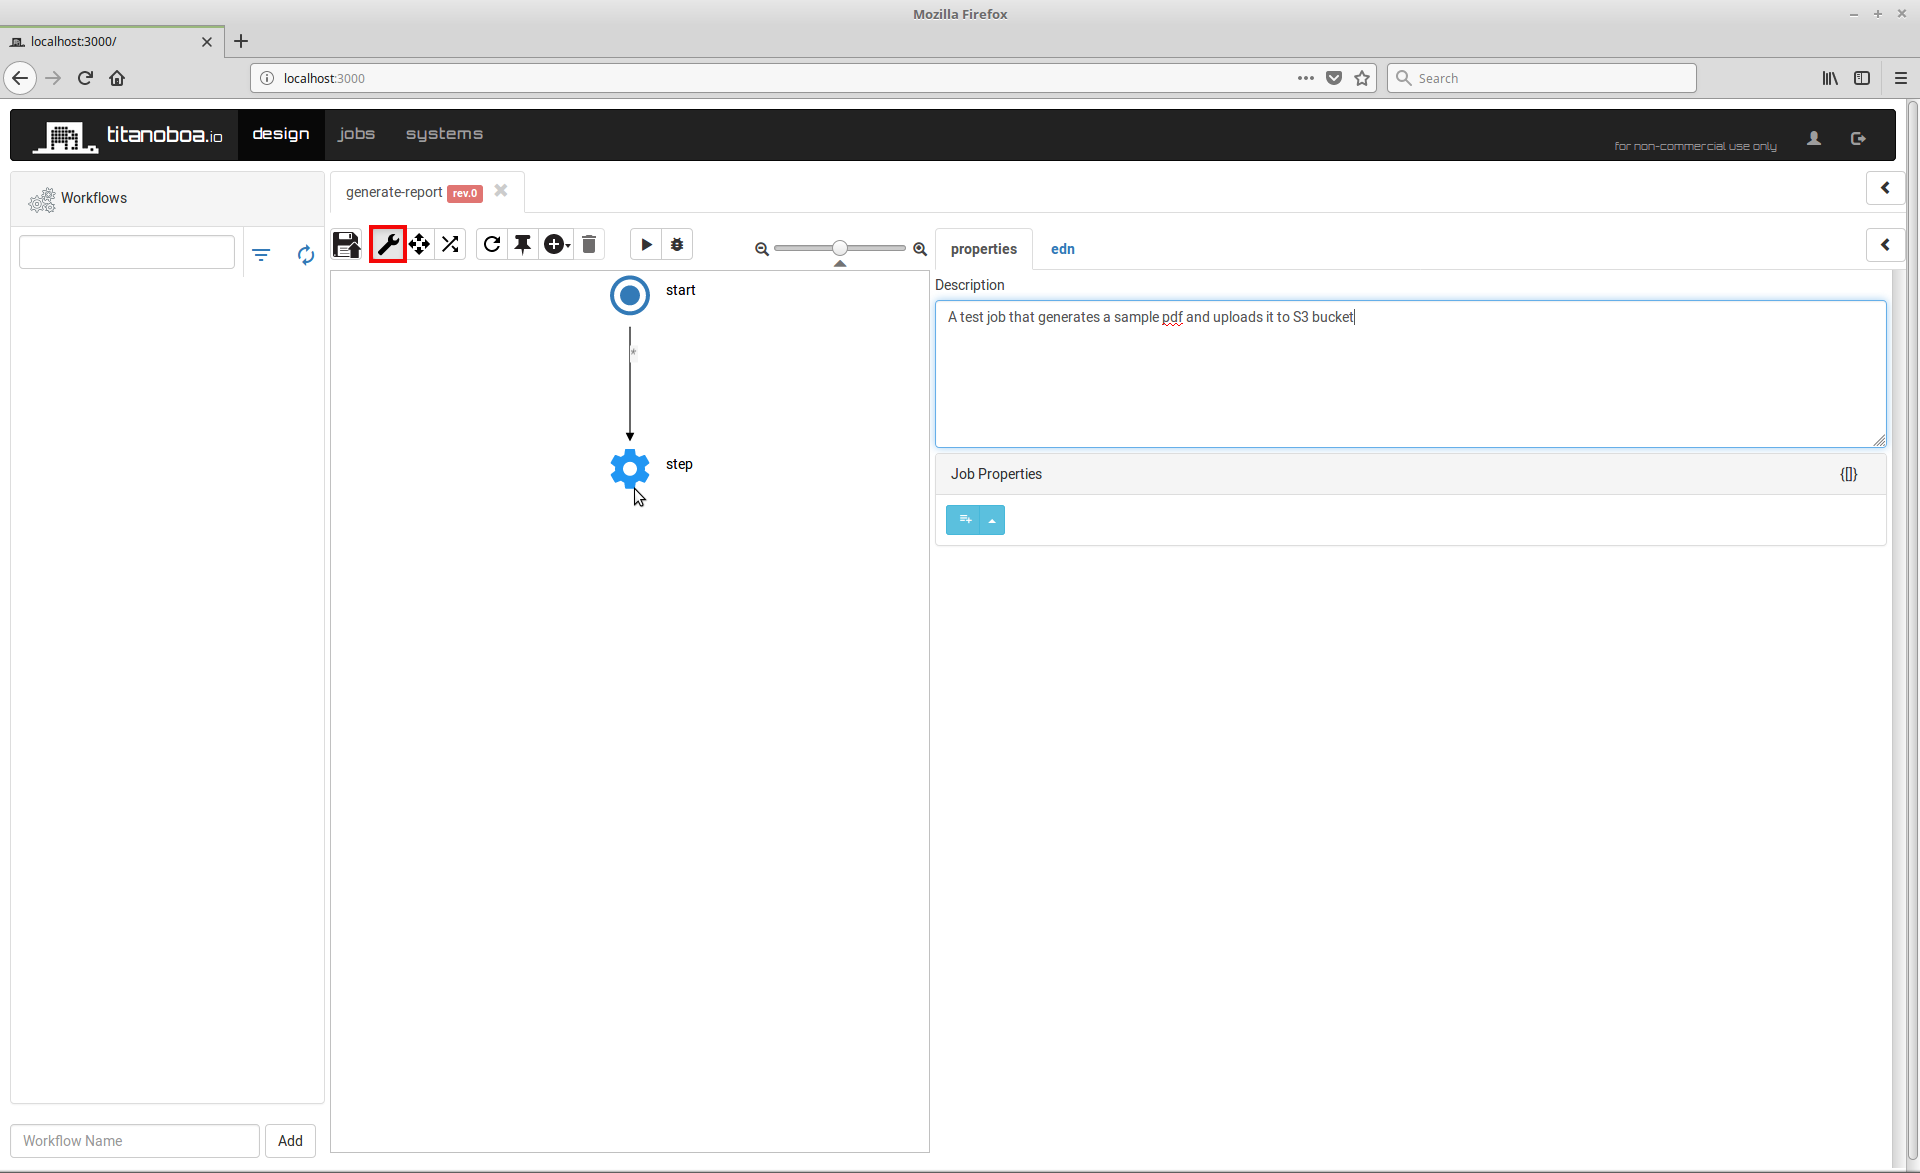 Mozilla Firefox
localhost:3000/
localhost:3000
Search
titanoboa.io
design
jobs
systems
for non-commercial use only
Workflows
generate-report rev.0
properties
edn
Description
A test job that generates a sample pdf and uploads it to S3 bucket
start
*
step
Job Properties
{[]}
Workflow Name
Add